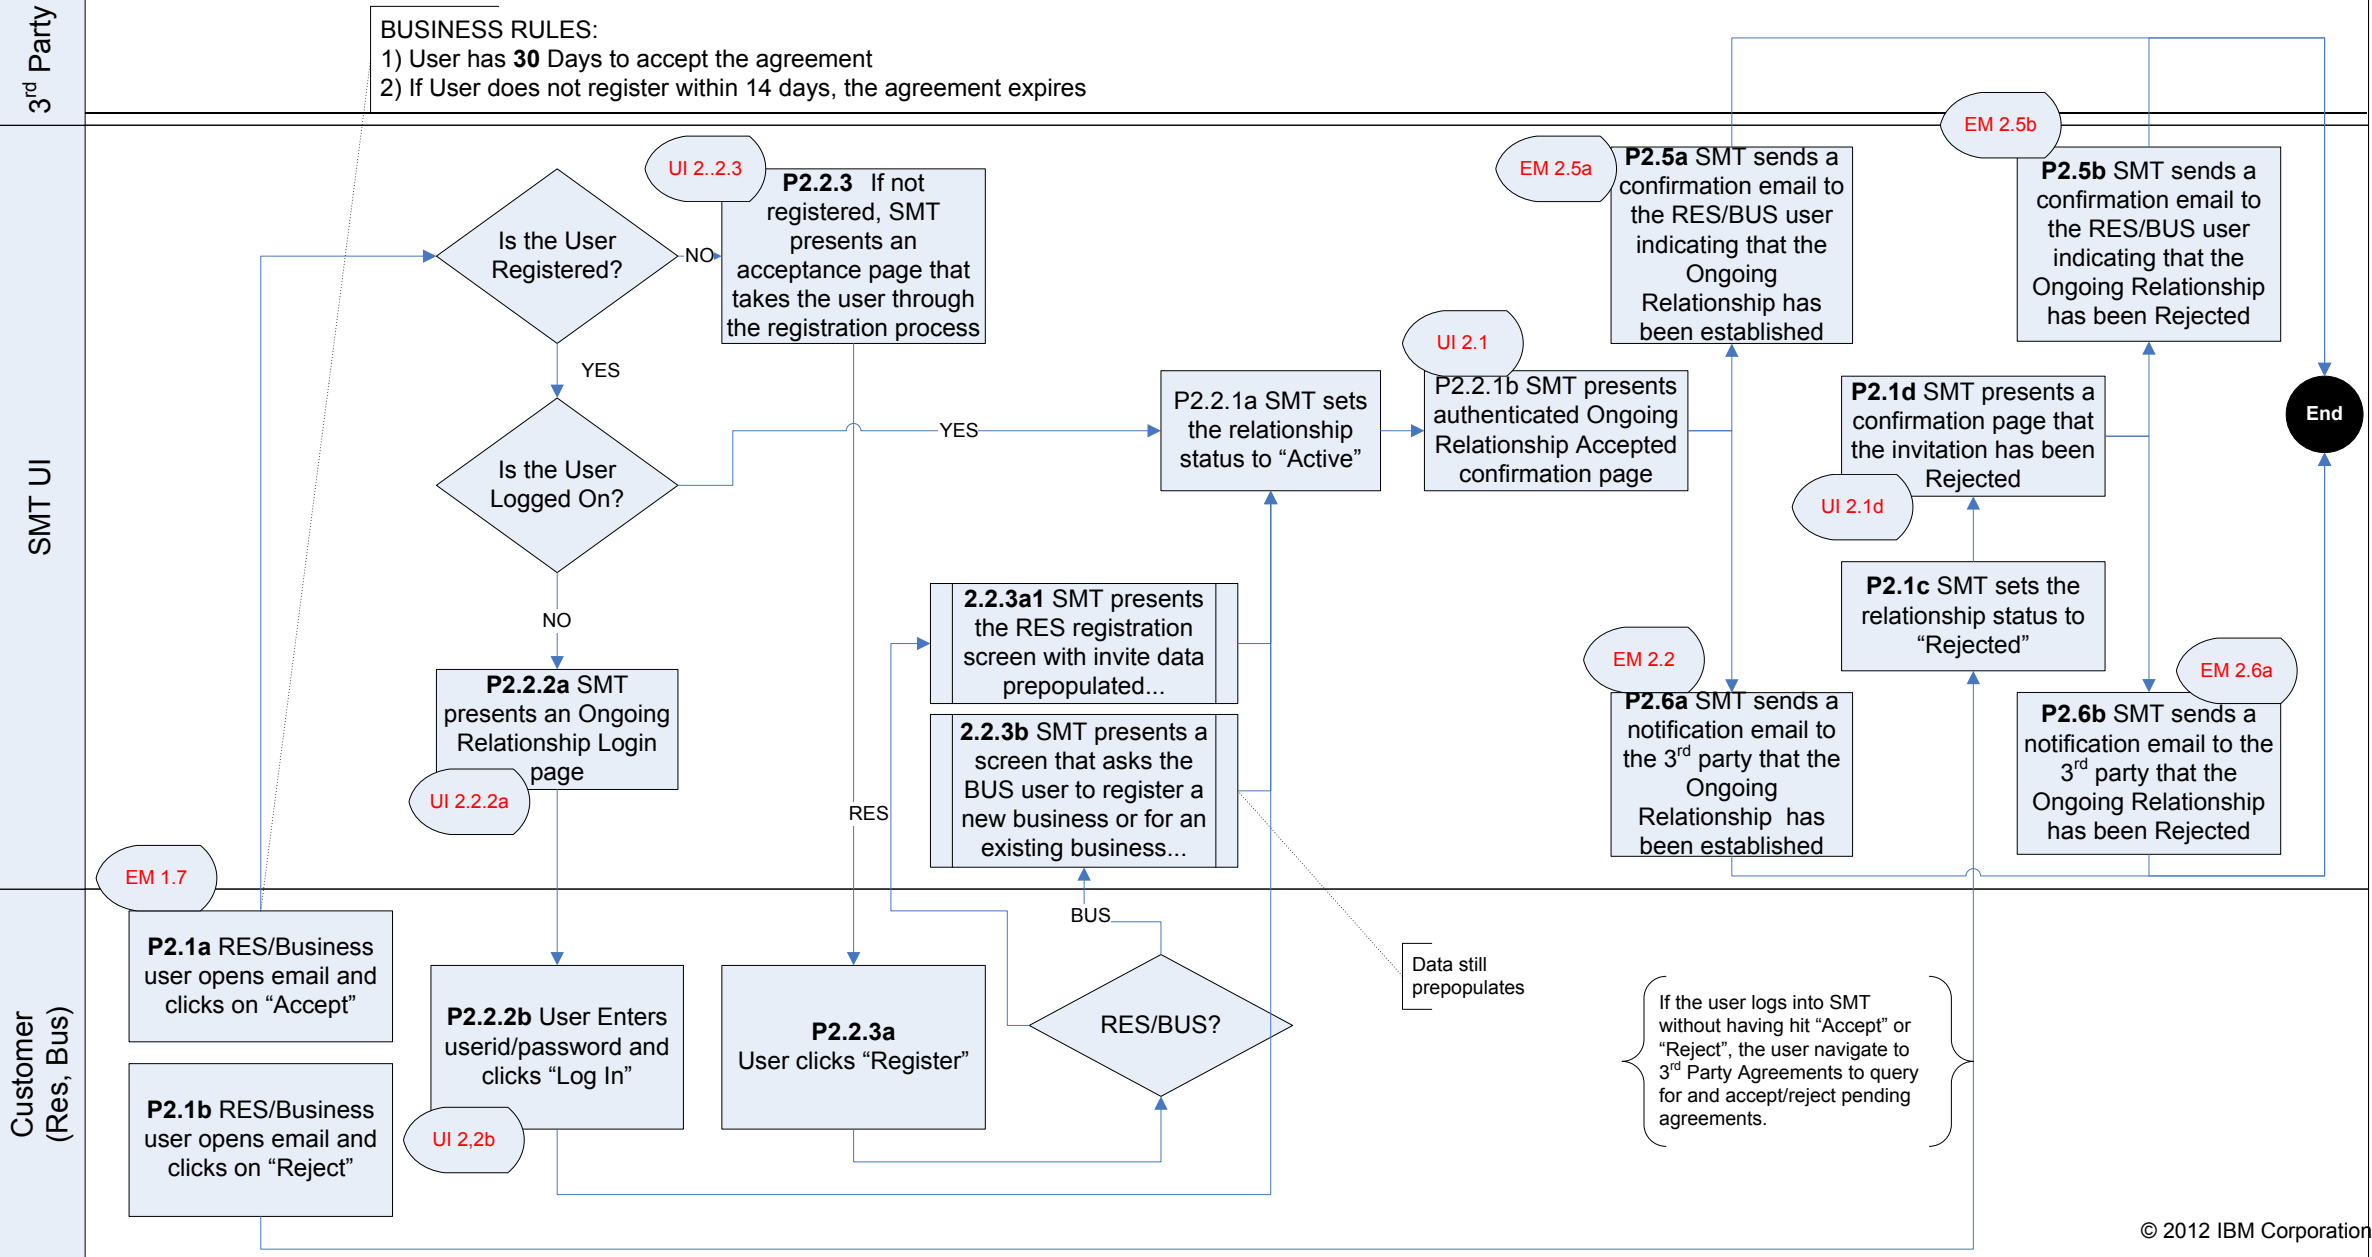 3rd Party
BUSINESS RULES:
1) User has 30 Days to accept the agreement
2) If User does not register within 14 days, the agreement expires
SMT UI
Is the User
Registered?
NO
YES
UI 2..2.3
P2.2.3 If not
registered, SMT
presents an
acceptance page that
takes the user through
the registration process
Is the User
Logged On?
YES
NO
P2.2.2a SMT
presents an Ongoing
Relationship Login
page
UI 2.2.2a
P2.2.1a SMT sets
the relationship
status to “Active”
UI 2.1
P2.2.1b SMT presents
authenticated Ongoing
Relationship Accepted
confirmation page
EM 2.5a
P2.5a SMT sends a
confirmation email to
the RES/BUS user
indicating that the
Ongoing
Relationship has
been established
EM 2.5b
P2.5b SMT sends a
confirmation email to
the RES/BUS user
indicating that the
Ongoing Relationship
has been Rejected
P2.1d SMT presents a
confirmation page that
the invitation has been
Rejected
UI 2.1d
End
P2.1c SMT sets the
relationship status to
“Rejected”
2.2.3a1 SMT presents
the RES registration
screen with invite data
prepopulated...
2.2.3b SMT presents a
screen that asks the
BUS user to register a
new business or for an
existing business...
RES
BUS
EM 2.2
P2.6a SMT sends a
notification email to
the 3rd party that the
Ongoing
Relationship has
been established
EM 2.6a
P2.6b SMT sends a
notification email to the
3rd party that the
Ongoing Relationship
has been Rejected
Customer
(Res, Bus)
EM 1.7
P2.1a RES/Business
user opens email and
clicks on “Accept”
P2.1b RES/Business
user opens email and
clicks on “Reject”
P2.2.2b User Enters
userid/password and
clicks “Log In”
UI 2,2b
P2.2.3a
User clicks “Register”
RES/BUS?
Data still
prepopulates
If the user logs into SMT
without having hit “Accept” or
“Reject”, the user navigate to
3rd Party Agreements to query
for and accept/reject pending
agreements.
© 2012 IBM Corporation